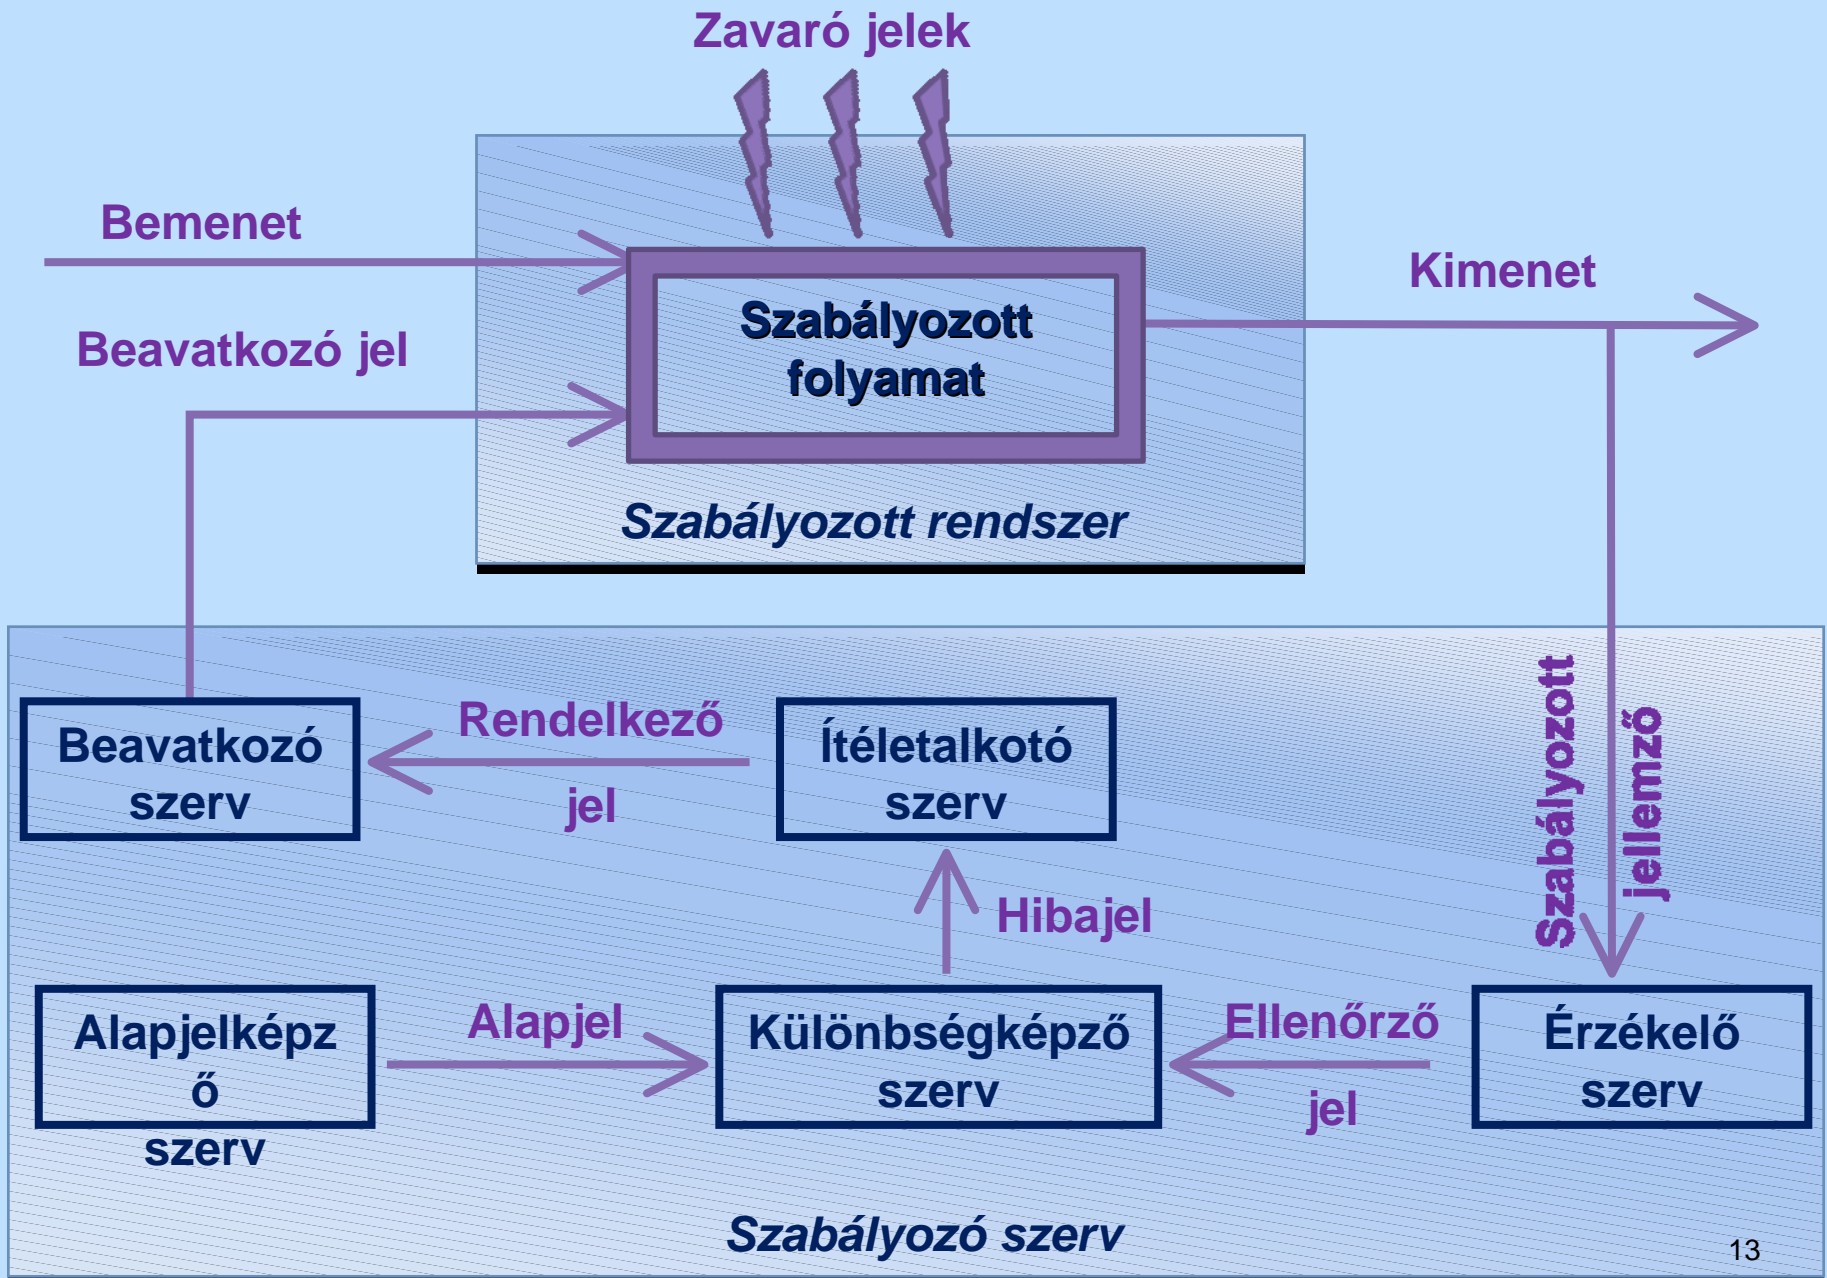 Zavaró jelek
Bemenet
Kimenet
Beavatkozó jel
Szabályozott
folyamat
Szabályozott rendszer
Szabályozott
jellemző
Beavatkozó
szerv
Rendelkező
jel
Ítéletalkotó
szerv
Hibajel
Alapjelképz
ő
szerv
Alapjel
Különbségképző
szerv
Ellenőrző
jel
Érzékelő
szerv
Szabályozó szerv
13